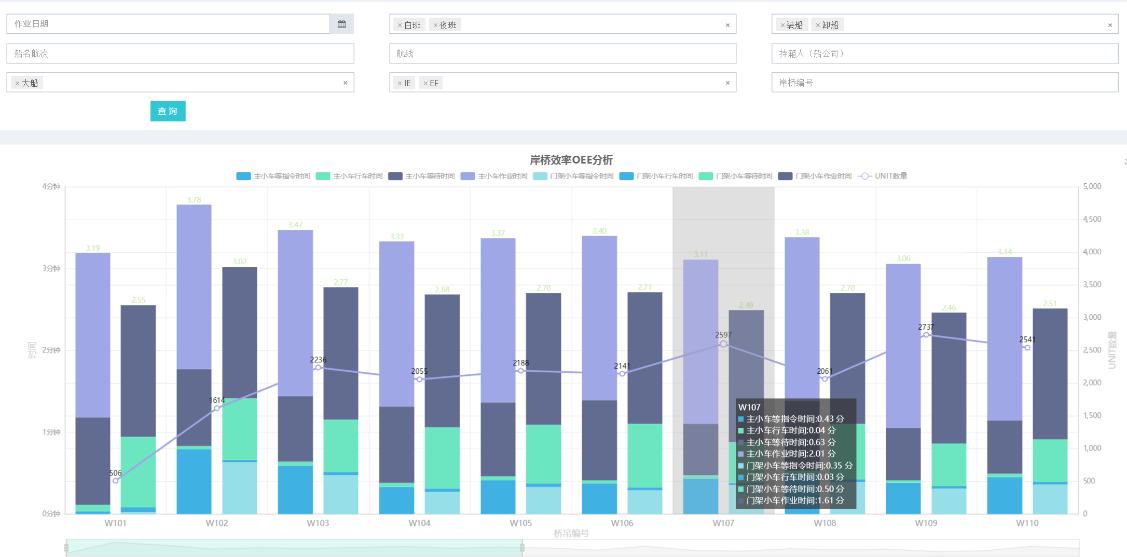 作业日期
×白班 ×夜班 ×
×装船 ×卸船 ×
船名航次
航线
持箱人（船公司）
×大船 ×
×IE ×EF ×
岸桥编号
查 询
岸桥效率OEE分析
主小车等指令时间 主小车行车时间 主小车等待时间 主小车作业时间 门架小车等指令时间 门架小车行车时间 门架小车等待时间 门架小车作业时间 UNIT数量
4分钟
3分钟
2分钟
1分钟
0分钟
时间
5,000
4,500
4,000
3,500
3,000
2,500
2,000
1,500
1,000
500
0
UNIT数量
3.19 2.55 3.78 3.02 3.47 2.77 3.33 2.68 3.37 2.70 3.40 2.71 3.11 2.49 3.38 2.70 3.06 2.46 3.14 2.51
506 1614 2236 2055 2188 2141 2597 2061 2737 2541
W107
主小车等指令时间:0.43 分
主小车行车时间:0.04 分
主小车等待时间:0.63 分
主小车作业时间:2.01 分
门架小车等指令时间:0.35 分
门架小车行车时间:0.03 分
门架小车等待时间:0.50 分
门架小车作业时间:1.61 分
W101 W102 W103 W104 W105 W106 W107 W108 W109 W110
桥吊编号